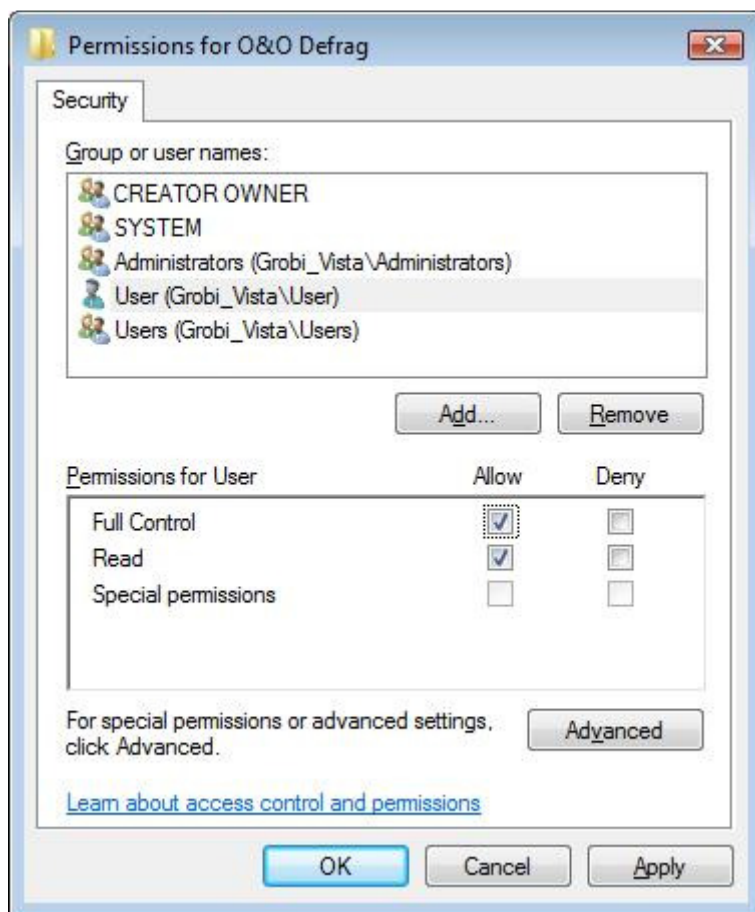 Permissions for O&O Defrag
Security
Group or user names:
CREATOR OWNER
SYSTEM
Administrators (Grobi_Vista\Administrators)
User (Grobi_Vista\User)
Users (Grobi_Vista\Users)
Add... Remove
Permissions for User Allow Deny
Full Control
Read
Special permissions
For special permissions or advanced settings,
click Advanced.
Advanced
Learn about access control and permissions
OK Cancel Apply